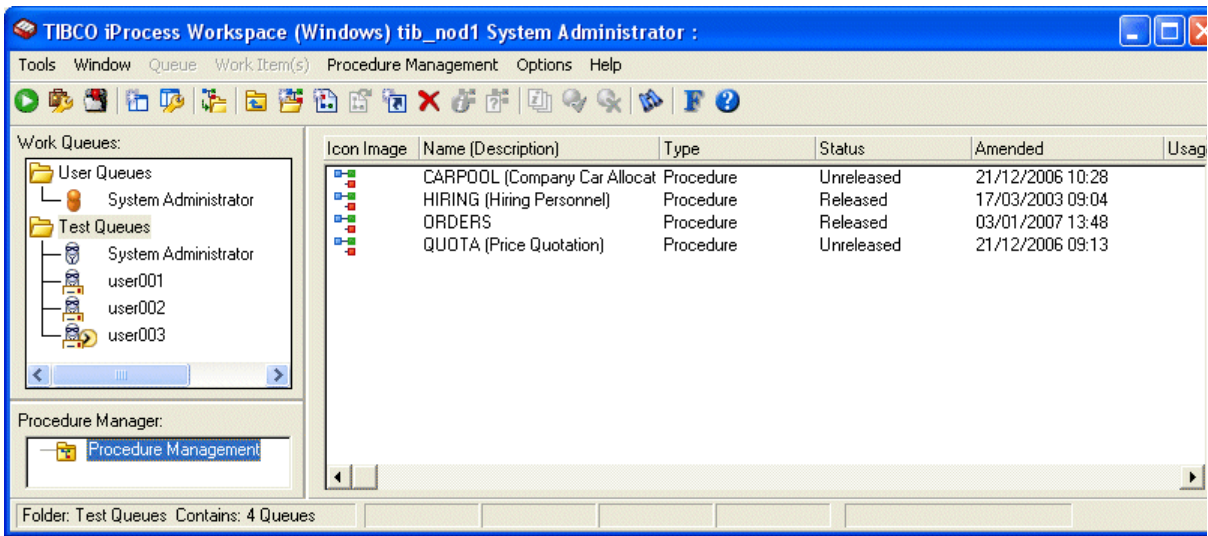 TIBCO iProcess Workspace (Windows) tib_nod1 System Administrator :
Tools Window Queue Work Item(s) Procedure Management Options Help
Work Queues:
User Queues
System Administrator
Test Queues
System Administrator
user001
user002
user003
Procedure Manager:
Procedure Management
Icon Image Name (Description) Type Status Amended Usag
CARPOOL (Company Car Allocat Procedure Unreleased 21/12/2006 10:28
HIRING (Hiring Personnel) Procedure Released 17/03/2003 09:04
ORDERS Procedure Released 03/01/2007 13:48
QUOTA (Price Quotation) Procedure Unreleased 21/12/2006 09:13
Folder: Test Queues Contains: 4 Queues